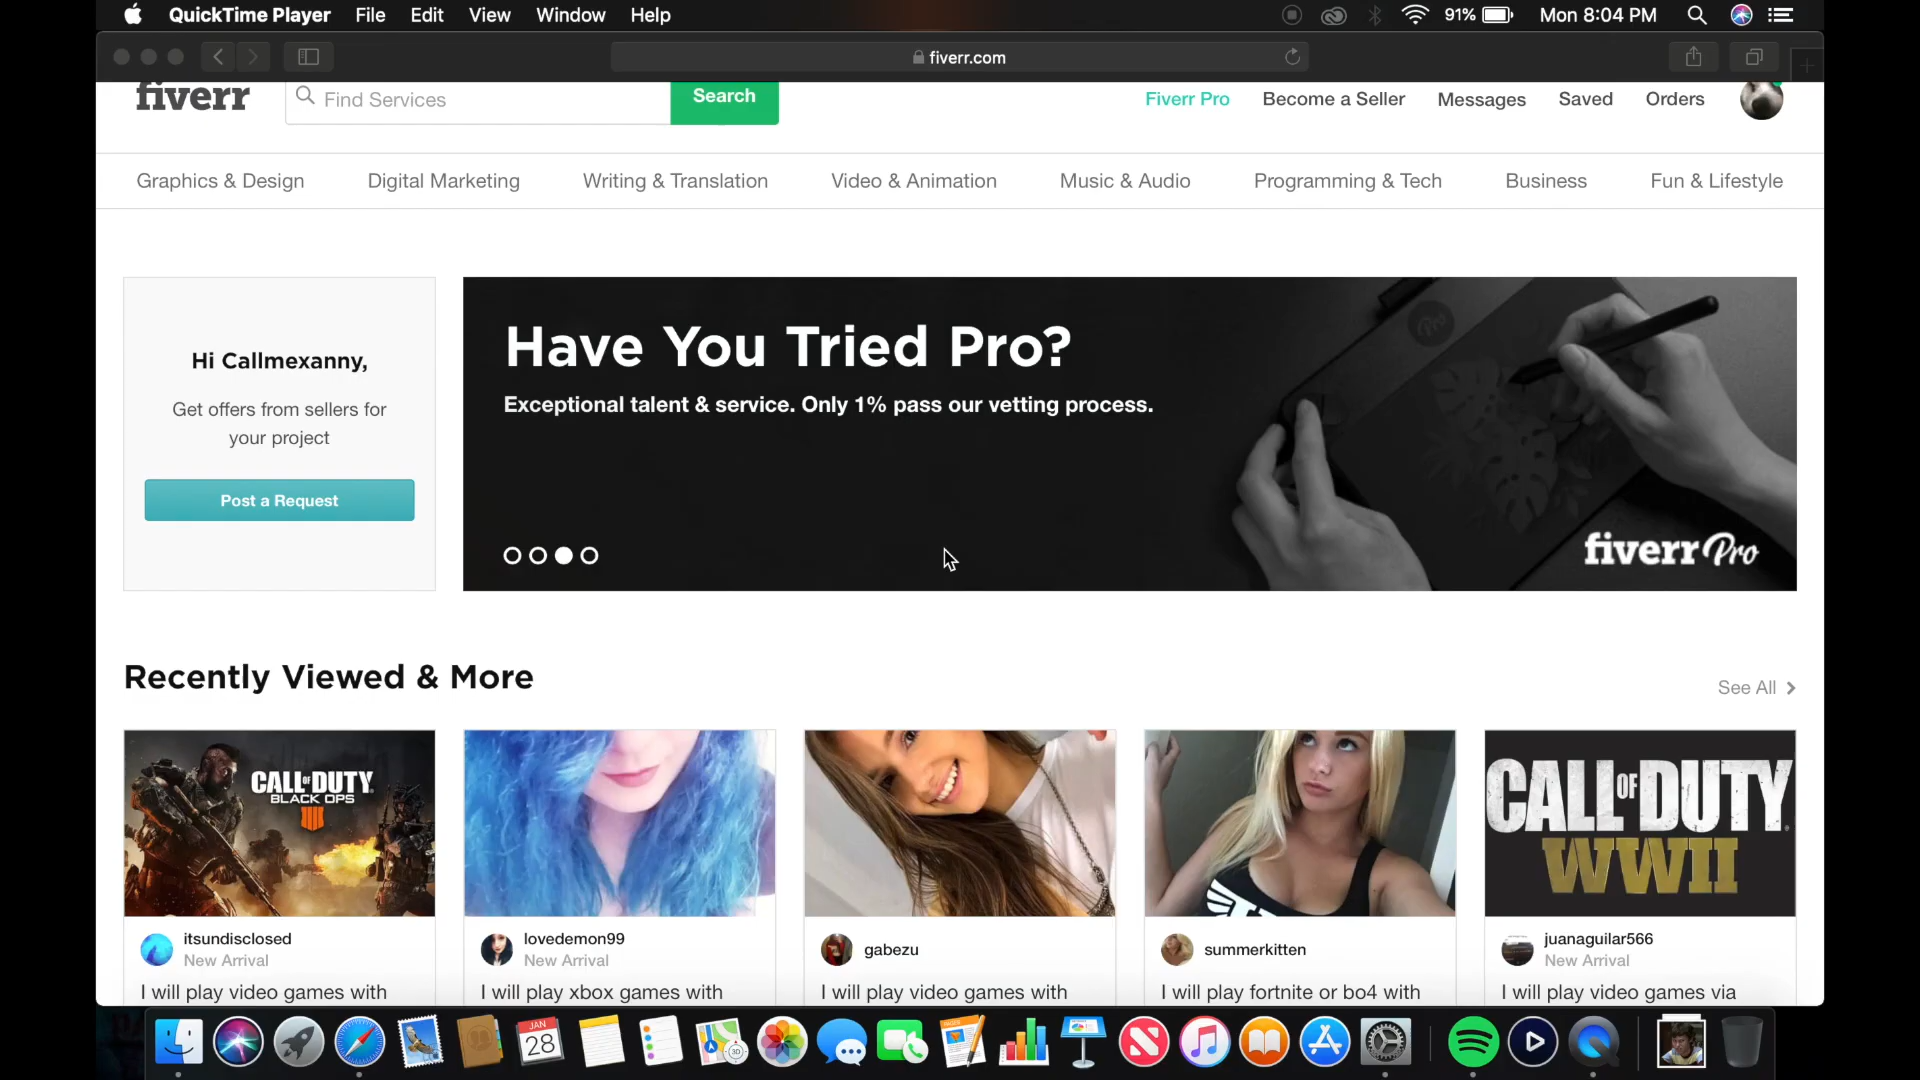 QuickTime Player File Edit View Window Help 91% Mon 8:04 PM
fiverr.com
fiverr Find Services Search Fiverr Pro Become a Seller Messages Saved Orders
Graphics & Design Digital Marketing Writing & Translation Video & Animation Music & Audio Programming & Tech Business Fun & Lifestyle
Hi Callmexanny,
Get offers from sellers for
your project
Post a Request
Have You Tried Pro?
Exceptional talent & service. Only 1% pass our vetting process.
Pro
fiverr Pro
Recently Viewed & More
See All
CALL OF DUTY
BLACK OPS
IIII
CALL OF DUTY
WWII
itsundisclosed
New Arrival
I will play video games with
lovedemon99
New Arrival
I will play xbox games with
gabezu
I will play video games with
summerkitten
I will play fortnite or bo4 with
juanaguilar566
New Arrival
I will play video games via
JAN
28
3D